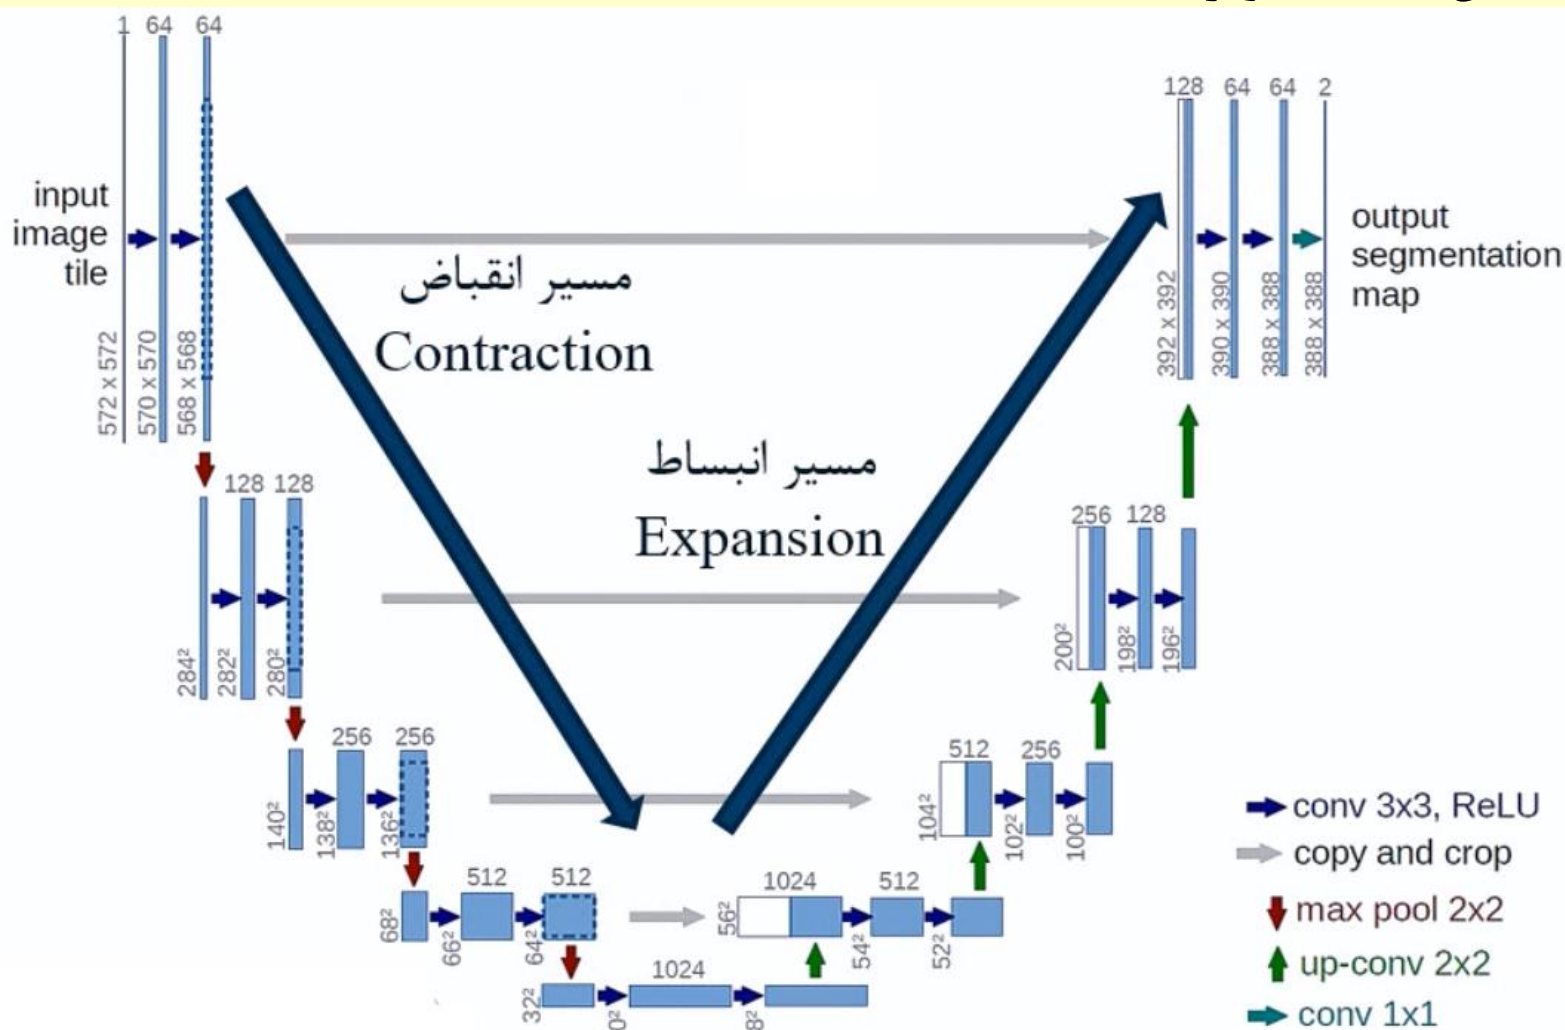 1 64 64
input
image
tile
572 x 572
570 x 570
568 x 568
128 64 64 2
output
segmentation
map
392 x 392
390 x 390
388 x 388
388 x 388
مسیر انقباض
Contraction
مسیر انبساط
Expansion
128 128
284²
282²
280²
256 128
200²
198²
196²
256 256
140²
138²
136²
512 256
104²
102²
100²
512 512
68²
66²
64²
1024 512
56²
54²
52²
1024
32²
conv 3x3, ReLU
copy and crop
max pool 2x2
up-conv 2x2
conv 1x1